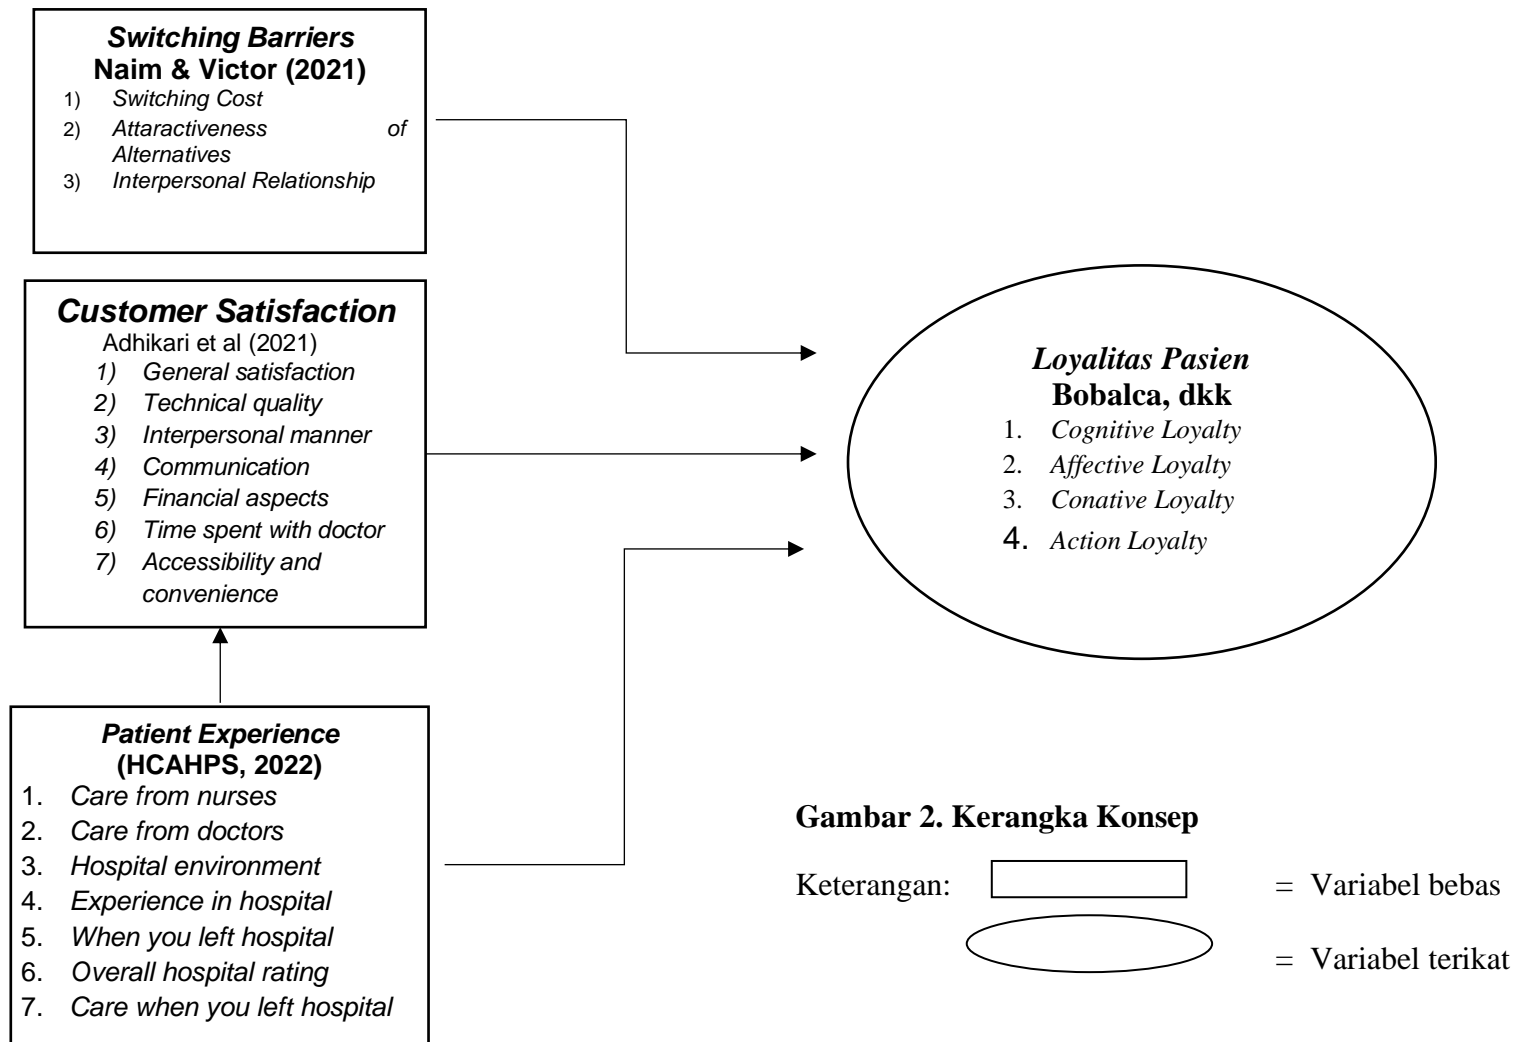 Switching Barriers
Naim & Victor (2021)
1) Switching Cost
2) Attaractiveness of
Alternatives
3) Interpersonal Relationship
Customer Satisfaction
Adhikari et al (2021)
1) General satisfaction
2) Technical quality
3) Interpersonal manner
4) Communication
5) Financial aspects
6) Time spent with doctor
7) Accessibility and
convenience
Patient Experience
(HCAHPS, 2022)
1. Care from nurses
2. Care from doctors
3. Hospital environment
4. Experience in hospital
5. When you left hospital
6. Overall hospital rating
7. Care when you left hospital
Loyalitas Pasien
Bobalca, dkk
1. Cognitive Loyalty
2. Affective Loyalty
3. Conative Loyalty
4. Action Loyalty
Gambar 2. Kerangka Konsep
Keterangan: = Variabel bebas
= Variabel terikat